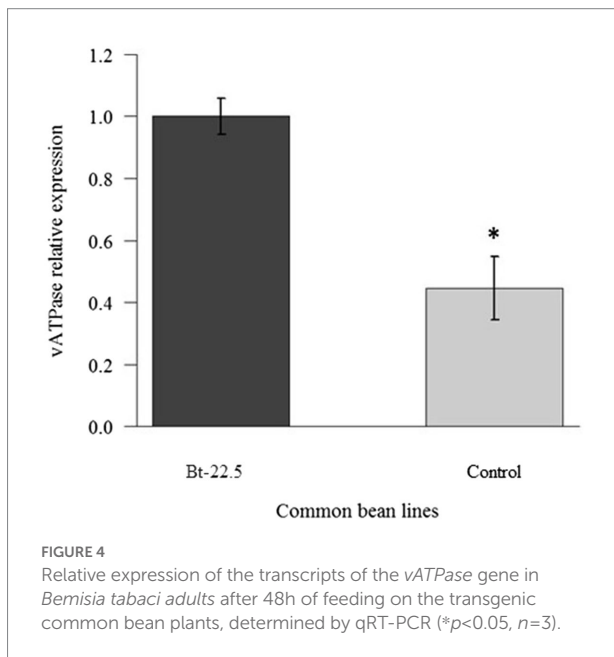 1.2
1.0
0.8
0.6
0.4
0.2
0.0
vATPase relative expression
*
Bt-22.5 Control
Common bean lines
FIGURE 4
Relative expression of the transcripts of the vATPase gene in
Bemisia tabaci adults after 48h of feeding on the transgenic
common bean plants, determined by qRT-PCR (*p<0.05, n=3).